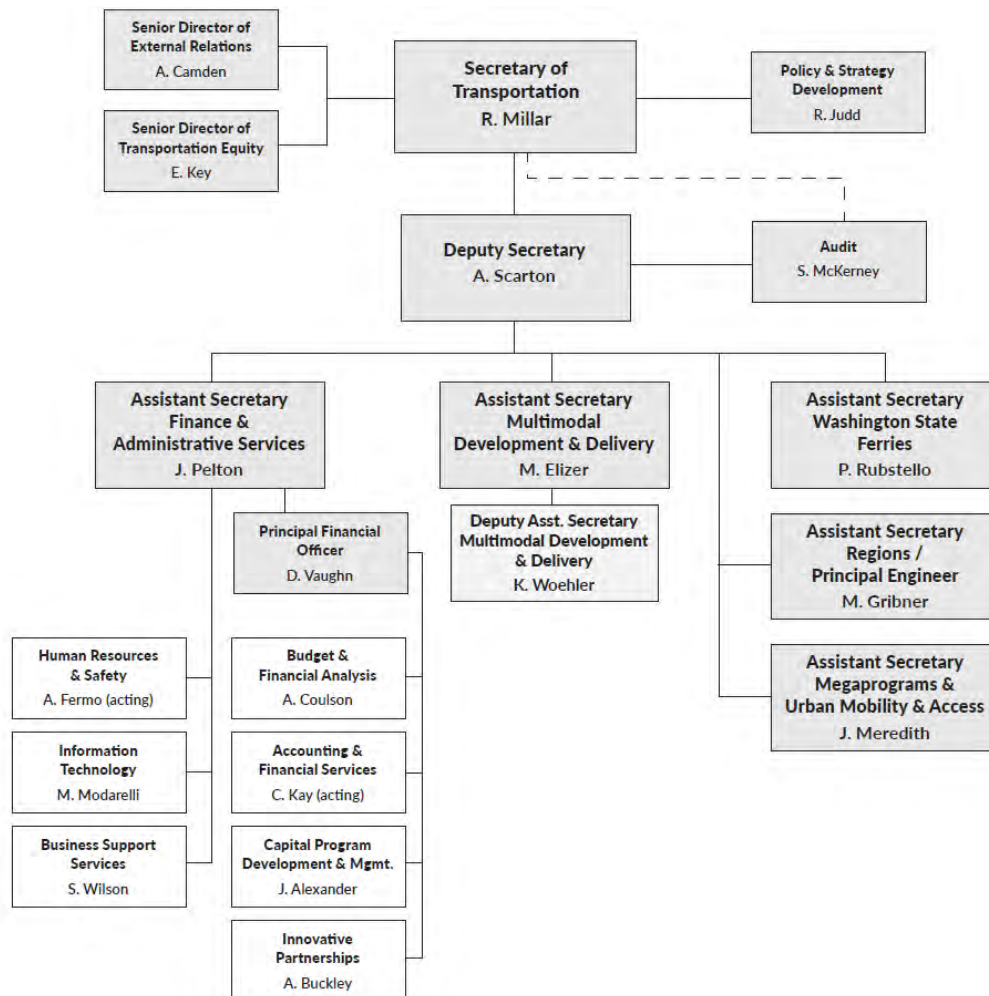 Senior Director of
External Relations
A. Camden
Secretary of
Transportation
R. Millar
Policy & Strategy
Development
R. Judd
Senior Director of
Transportation Equity
E. Key
Deputy Secretary
A. Scarton
Audit
S. McKerney
Assistant Secretary
Finance &
Administrative Services
J. Pelton
Assistant Secretary
Multimodal
Development & Delivery
M. Elizer
Assistant Secretary
Washington State
Ferries
P. Rubstello
Principal Financial
Officer
D. Vaughn
Deputy Asst. Secretary
Multimodal Development
& Delivery
K. Woehler
Assistant Secretary
Regions /
Principal Engineer
M. Gribner
Human Resources
& Safety
A. Fermo (acting)
Budget &
Financial Analysis
A. Coulson
Assistant Secretary
Megaprograms &
Urban Mobility & Access
J. Meredith
Information
Technology
M. Modarelli
Accounting &
Financial Services
C. Kay (acting)
Business Support
Services
S. Wilson
Capital Program
Development & Mgmt.
J. Alexander
Innovative
Partnerships
A. Buckley